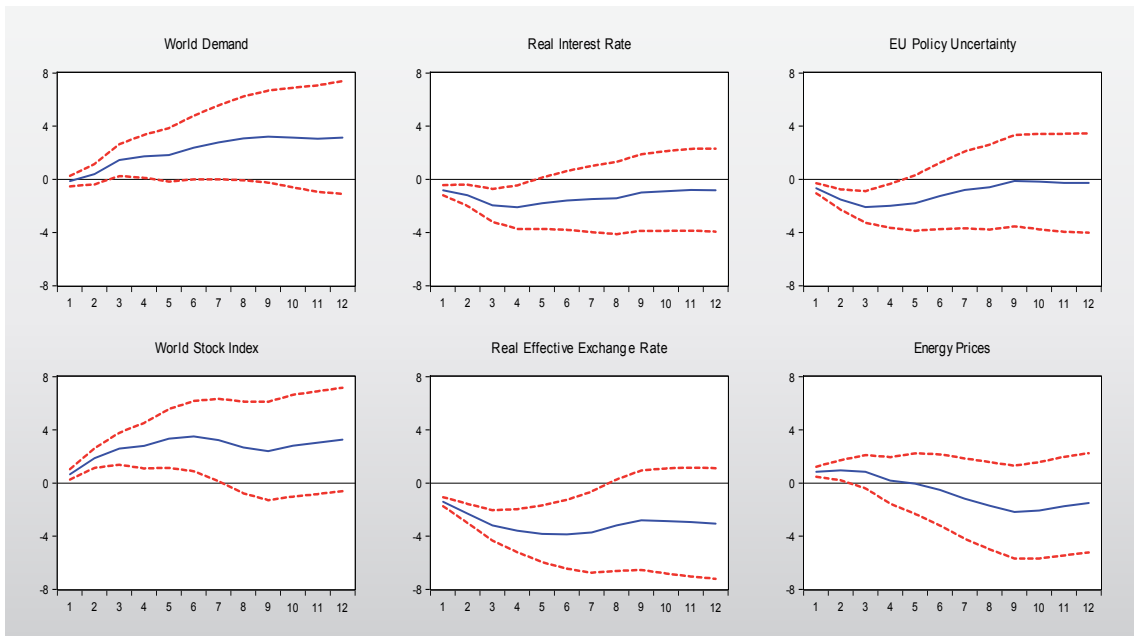 World Demand
8
4
0
-4
-8
1 2 3 4 5 6 7 8 9 10 11 12
Real Interest Rate
8
4
0
-4
-8
1 2 3 4 5 6 7 8 9 10 11 12
EU Policy Uncertainty
8
4
0
-4
-8
1 2 3 4 5 6 7 8 9 10 11 12
World Stock Index
8
4
0
-4
-8
1 2 3 4 5 6 7 8 9 10 11 12
Real Effective Exchange Rate
8
4
0
-4
-8
1 2 3 4 5 6 7 8 9 10 11 12
Energy Prices
8
4
0
-4
-8
1 2 3 4 5 6 7 8 9 10 11 12